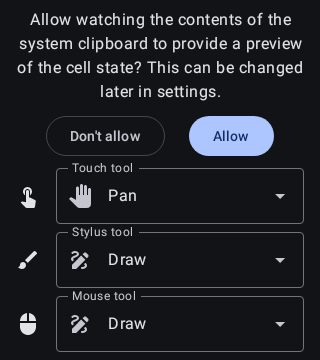 Allow watching the contents of the
system clipboard to provide a preview
of the cell state? This can be changed
later in settings.
Don't allow
Allow
Touch tool
Pan
Stylus tool
Draw
Mouse tool
Draw